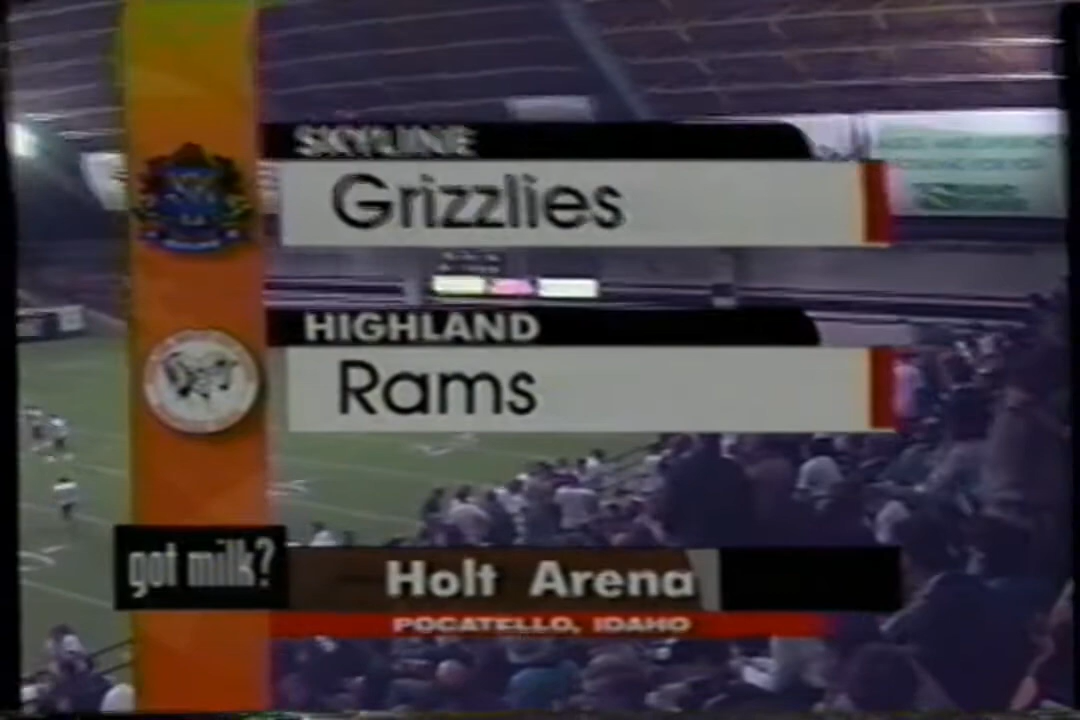 SKYLINE
Grizzlies
HIGHLAND
Rams
got milk?
Holt Arena
POCATELLO, IDAHO